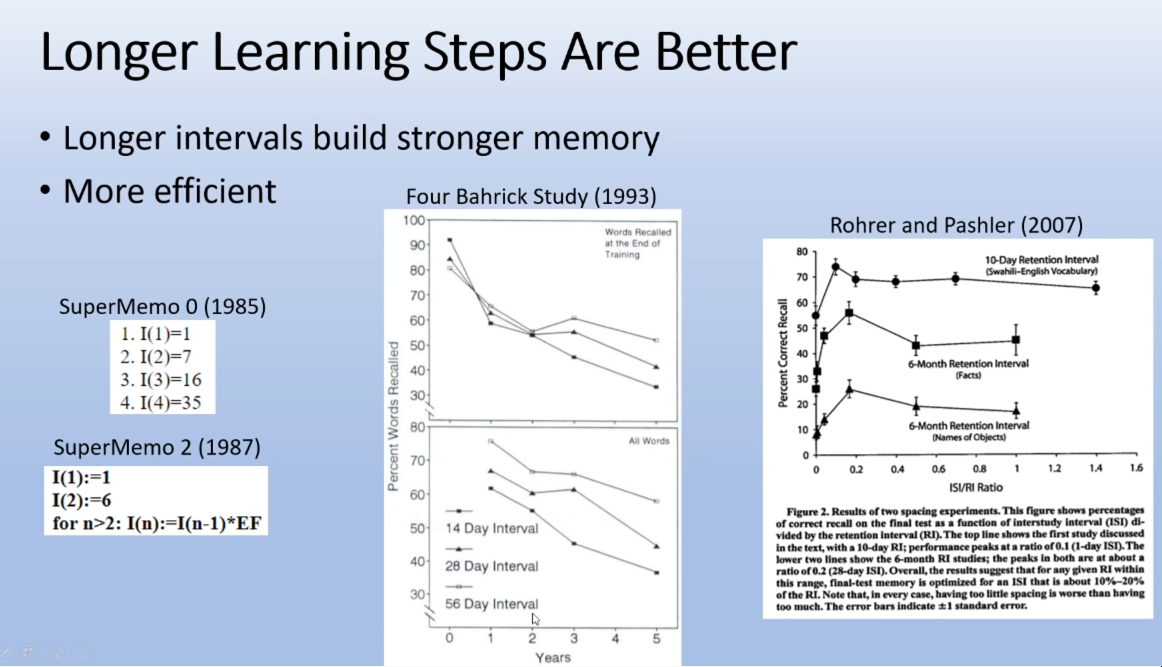 Longer Learning Steps Are Better
• Longer intervals build stronger memory
• More efficient
SuperMemo 0 (1985)
1. I(1)=1
2. I(2)=7
3. I(3)=16
4. I(4)=35
SuperMemo 2 (1987)
I(1):=1
I(2):=6
for n>2: I(n):=I(n-1)*EF
Four Bahrick Study (1993)
Percent Words Recalled
100
90
80
70
60
50
40
30
Words Recalled
at the End of
Training
80
70
60
50
40
30
All Words
14 Day Interval
28 Day Interval
56 Day Interval
0 1 2 3 4 5
Years
Rohrer and Pashler (2007)
Percent Correct Recall
80
70
60
50
40
30
20
10
0
10-Day Retention Interval
(Swahili-English Vocabulary)
6-Month Retention Interval
(Facts)
6-Month Retention Interval
(Names of Objects)
0 0.2 0.4 0.6 0.8 1 1.2 1.4 1.6
ISI/RI Ratio
Figure 2. Results of two spacing experiments. This figure shows percentages
of correct recall on the final test as a function of interstudy interval (ISI) di-
vided by the retention interval (RI). The top line shows the first study discussed
in the text, with a 10-day RI; performance peaks at a ratio of 0.1 (1-day ISI). The
lower two lines show the 6-month RI studies; the peaks in both are at about a
ratio of 0.2 (28-day ISI). Overall, the results suggest that for any given RI within
this range, final-test memory is optimized for an ISI that is about 10%–20%
of the RI. Note that, in every case, having too little spacing is worse than having
too much. The error bars indicate ±1 standard error.